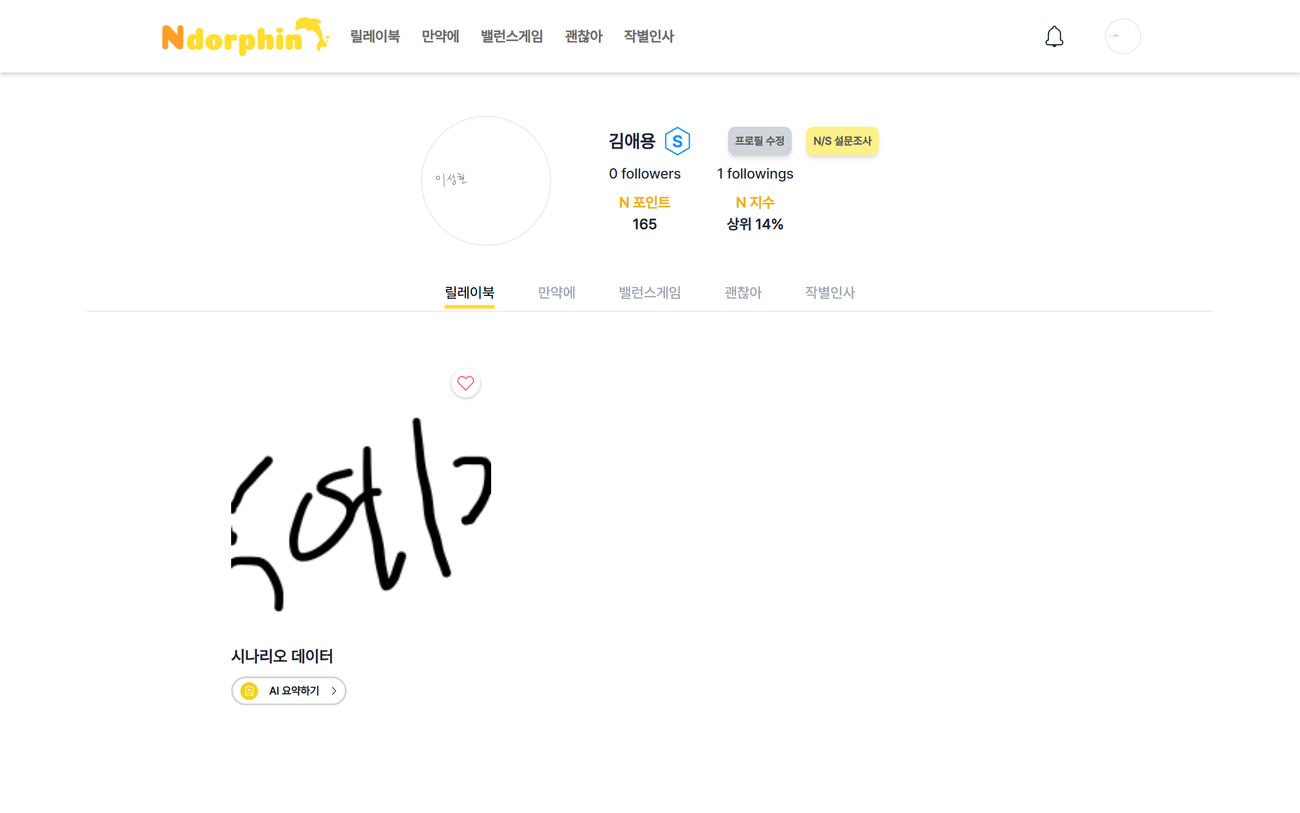 Ndorphin 릴레이북 만약에 밸런스게임 괜찮아 작별인사
김애용 S 프로필 수정 N/S 설문조사
이성현
0 followers 1 followings
N 포인트 N 지수
165 상위 14%
릴레이북 만약에 밸런스게임 괜찮아 작별인사
시나리오 데이터
AI 요약하기